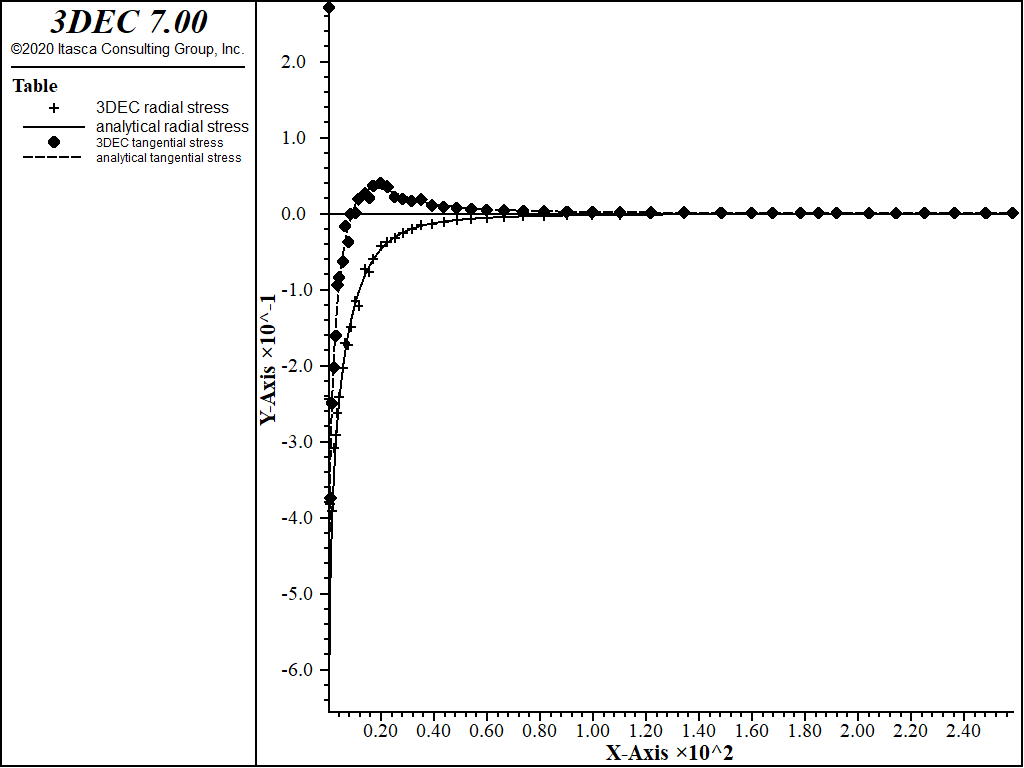 3DEC 7.00
©2020 Itasca Consulting Group, Inc.
Table
3DEC radial stress
analytical radial stress
3DEC tangential stress
analytical tangential stress
Y-Axis ×10^-1
2.0
1.0
0.0
-1.0
-2.0
-3.0
-4.0
-5.0
-6.0
0.20 0.40 0.60 0.80 1.00 1.20 1.40 1.60 1.80 2.00 2.20 2.40
X-Axis ×10^2